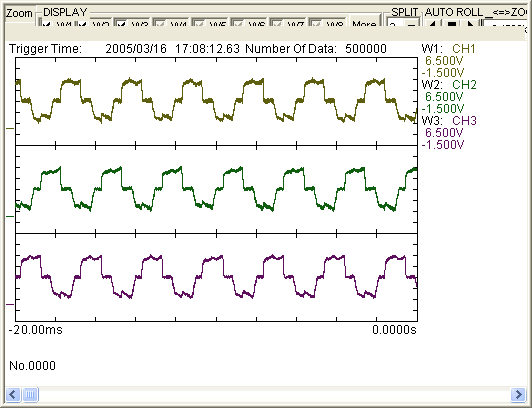 Zoom DISPLAY SPLIT AUTO ROLL <=>ZO
W1 W2 W3 W4 W5 W6 W7 W8 More
Trigger Time: 2005/03/16 17:08:12.63 Number Of Data: 500000
W1: CH1
6.500V
-1.500V
W2: CH2
6.500V
-1.500V
W3: CH3
6.500V
-1.500V
-20.00ms 0.0000s
No.0000